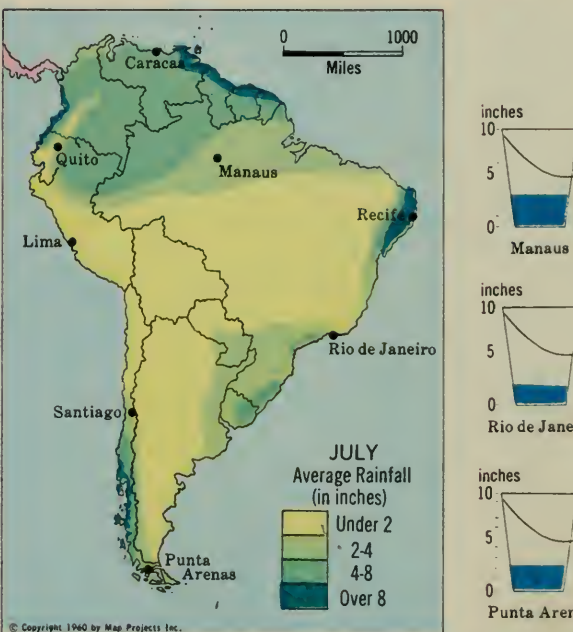 0 1000
Miles
Caracas
Quito
Manaus
Recife
Lima
Rio de Janeiro
Santiago
JULY
Average Rainfall
(in inches)
Under 2
2-4
4-8
Over 8
Punta
Arenas
© Copyright 1960 by Map Projects Inc.
inches
10
5
0
Manaus
inches
10
5
0
Rio de Jane
inches
10
5
0
Punta Aren